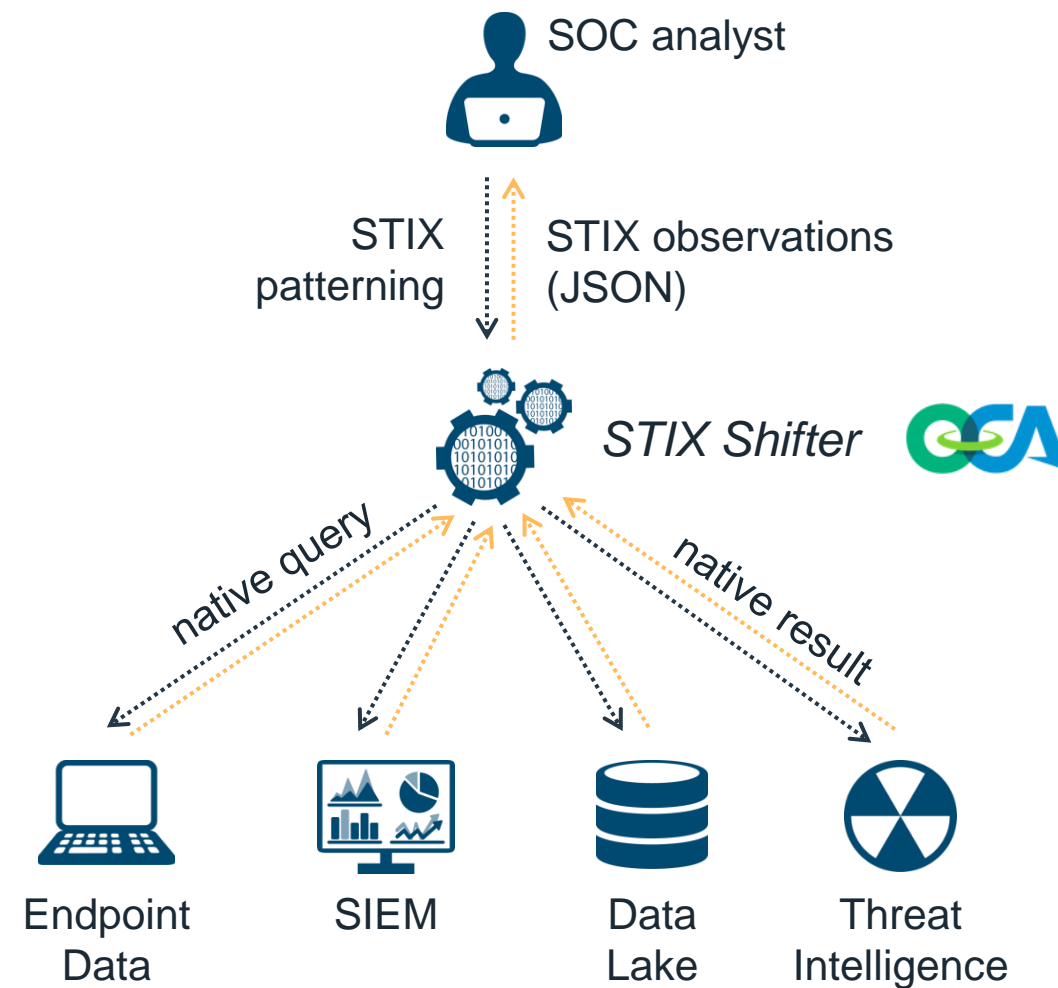 SOC analyst
STIX
patterning
STIX observations
(JSON)
STIX Shifter
OCA
native query
native result
Endpoint
Data
SIEM
Data
Lake
Threat
Intelligence